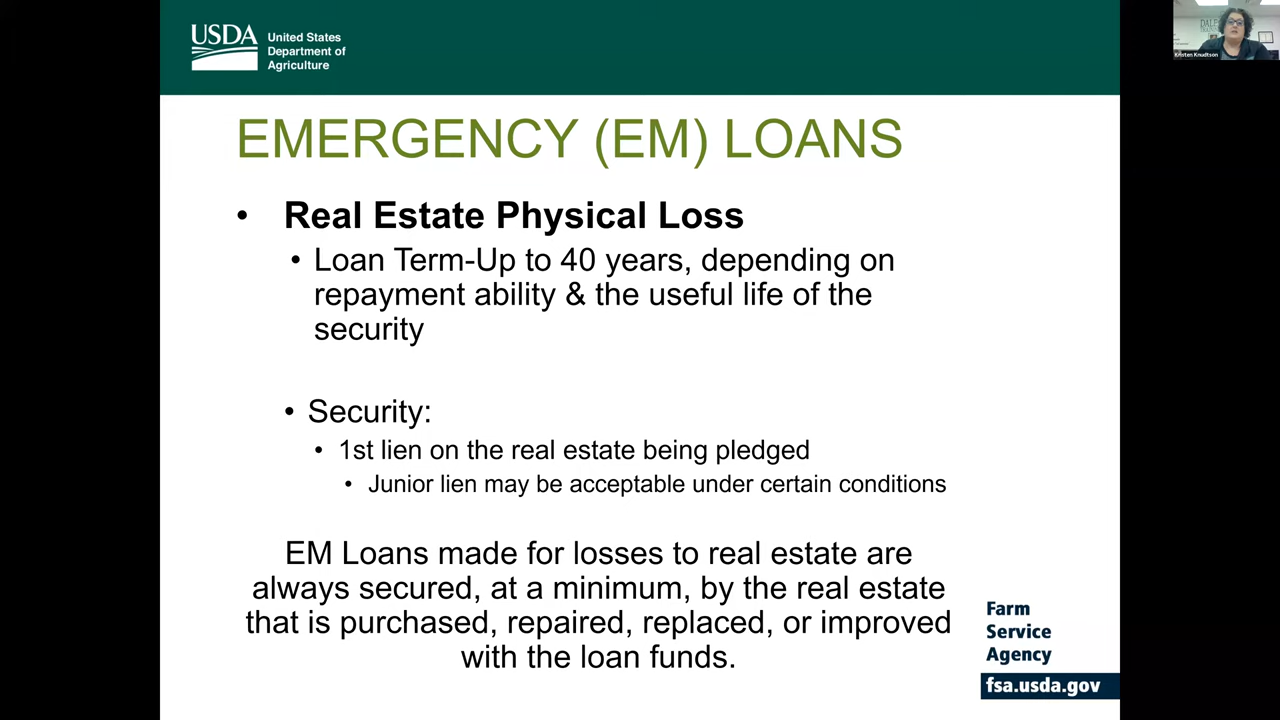 USDA United States
Department of
Agriculture
Kristen Knudtson
EMERGENCY (EM) LOANS
• Real Estate Physical Loss
• Loan Term-Up to 40 years, depending on
repayment ability & the useful life of the
security
• Security:
• 1st lien on the real estate being pledged
• Junior lien may be acceptable under certain conditions
EM Loans made for losses to real estate are
always secured, at a minimum, by the real estate
that is purchased, repaired, replaced, or improved
with the loan funds.
Farm
Service
Agency
fsa.usda.gov